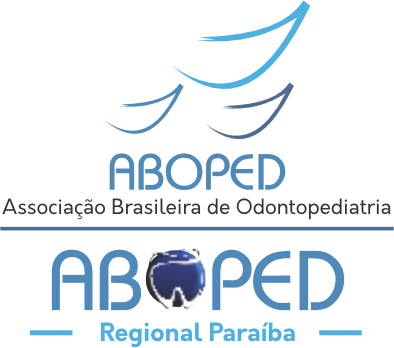 ABOPED
Associação Brasileira de Odontopediatria
ABOPED
Regional Paraíba